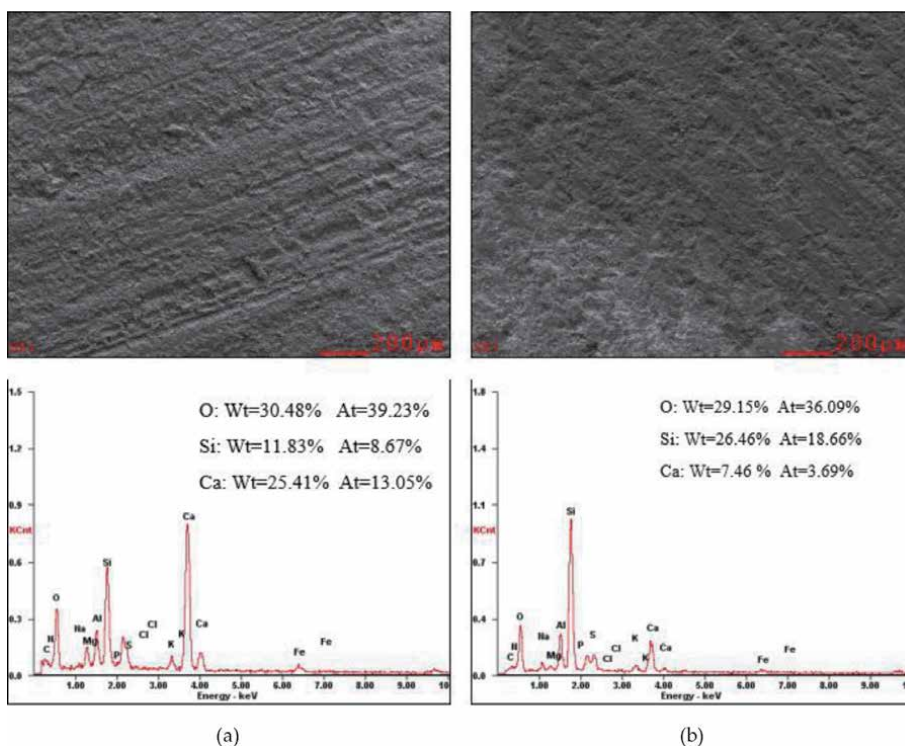 200μm
200μm
1.5
1.2
0.9
KCnt
0.6
0.3
0.0
O: Wt=30.48% At=39.23%
Si: Wt=11.83% At=8.67%
Ca: Wt=25.41% At=13.05%
C
N
O
Na
Mg
Al
Si
P
S
Cl
Cl
K
K
Ca
Ca
Fe
Fe
1.00 2.00 3.00 4.00 5.00 6.00 7.00 8.00 9.00 10
Energy - keV
1.8
1.4
1.1
KCnt
0.7
0.4
0.0
O: Wt=29.15% At=36.09%
Si: Wt=26.46% At=18.66%
Ca: Wt=7.46 % At=3.69%
C
N
O
Na
Mg
Al
Si
P
S
Cl
Cl
K
K
Ca
Ca
Fe
Fe
1.00 2.00 3.00 4.00 5.00 6.00 7.00 8.00 9.00 10
Energy - keV
(a)
(b)